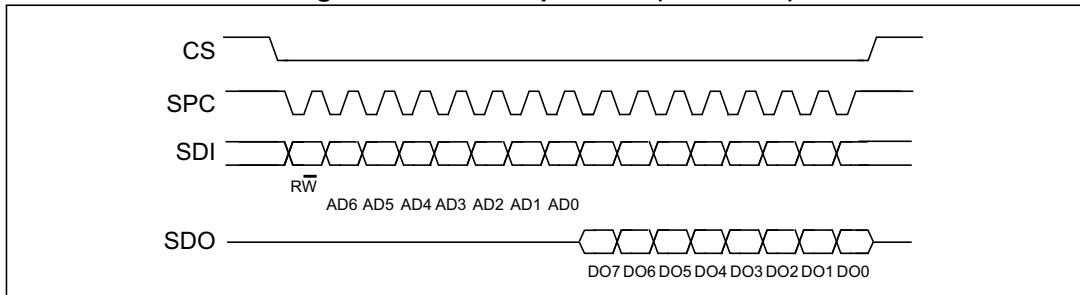 CS
SPC
SDI
RW̅
AD6 AD5 AD4 AD3 AD2 AD1 AD0
SDO
DO7 DO6 DO5 DO4 DO3 DO2 DO1 DO0